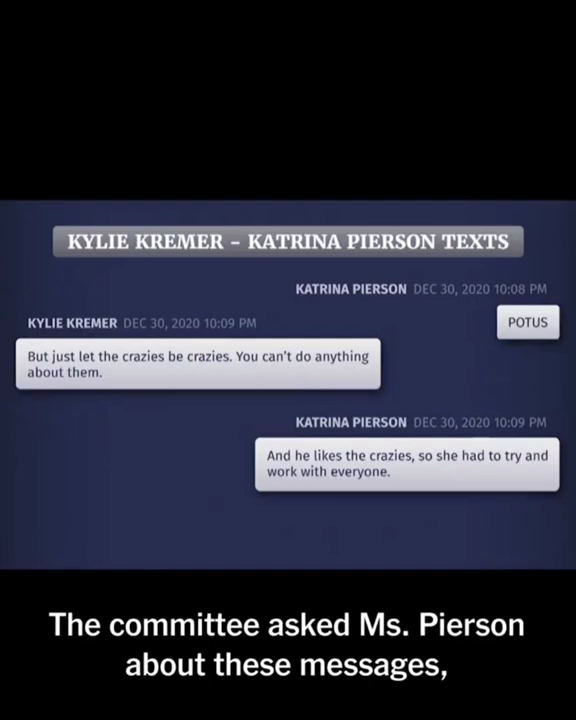 KYLIE KREMER – KATRINA PIERSON TEXTS
KATRINA PIERSON DEC 30, 2020 10:08 PM
POTUS
KYLIE KREMER DEC 30, 2020 10:09 PM
But just let the crazies be crazies. You can't do anything
about them.
KATRINA PIERSON DEC 30, 2020 10:09 PM
And he likes the crazies, so she had to try and
work with everyone.
The committee asked Ms. Pierson
about these messages,